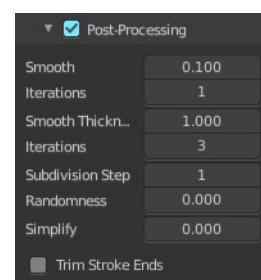 Post-Processing
Smooth 0.100
Iterations 1
Smooth Thickn... 1.000
Iterations 3
Subdivision Step 1
Randomness 0.000
Simplify 0.000
Trim Stroke Ends